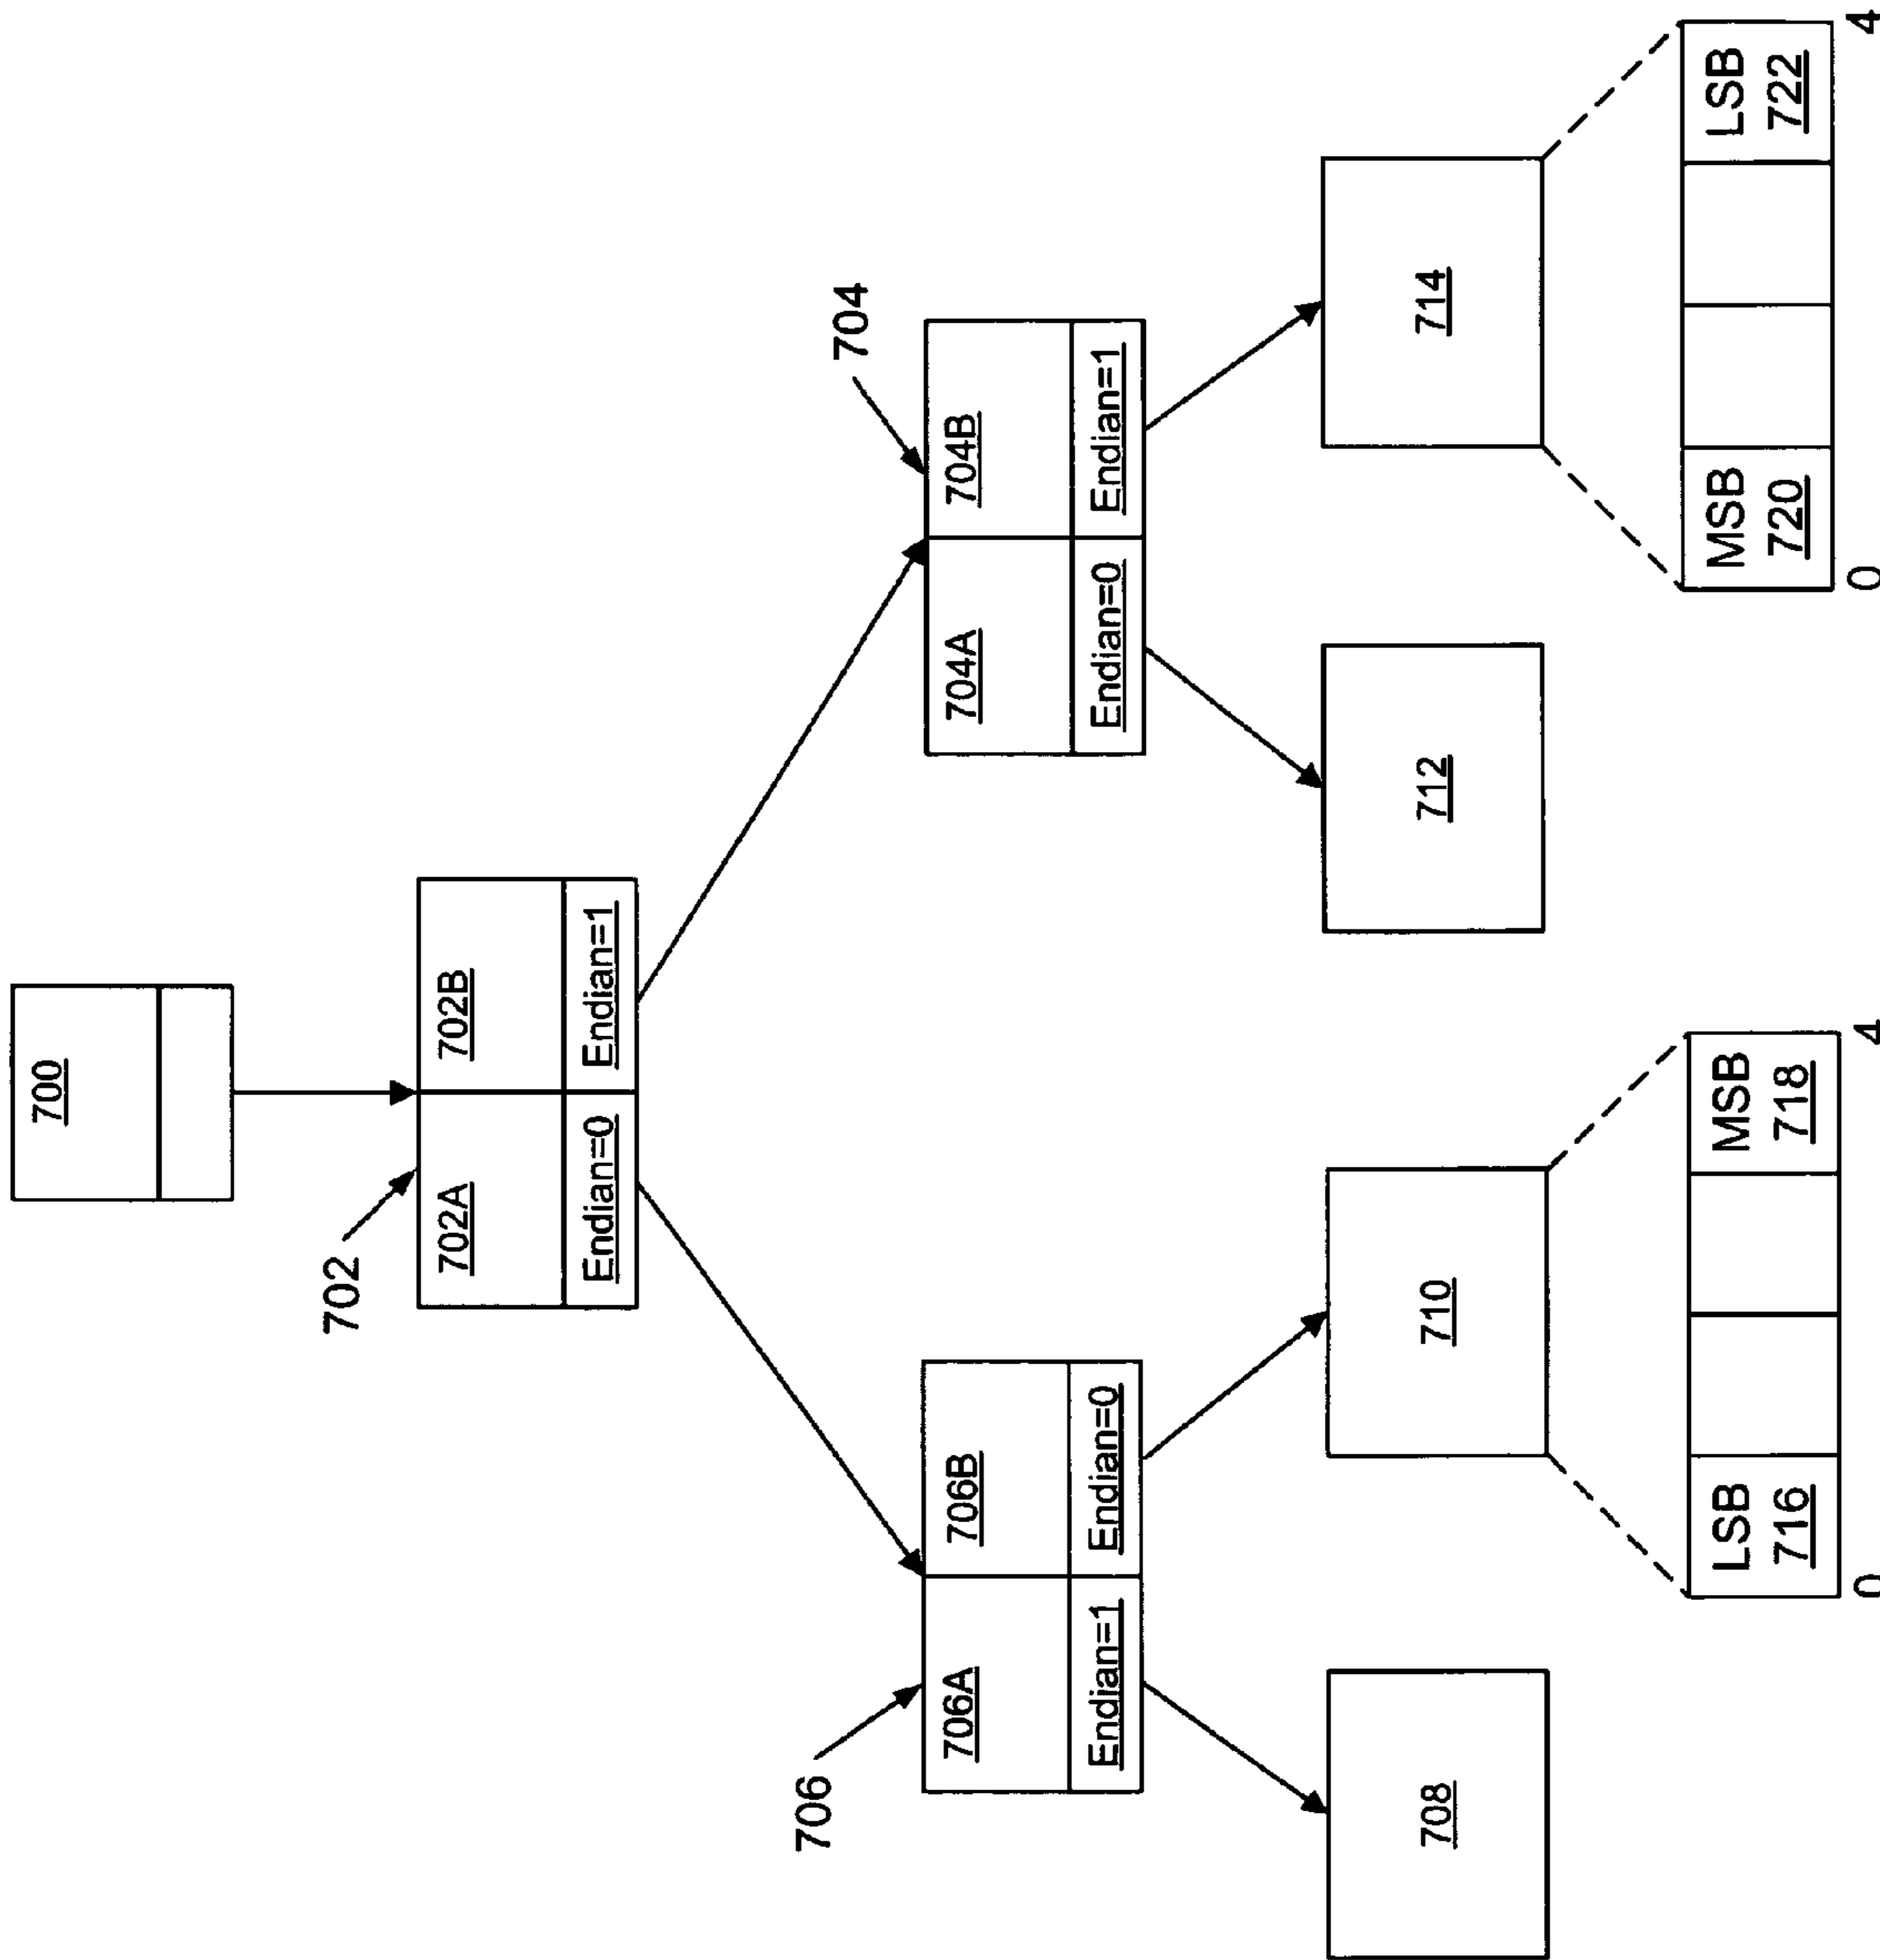 700
702
702A
702B
Endian=0
Endian=1
706
704
706A
706B
704A
704B
Endian=1
Endian=0
Endian=0
Endian=1
708
710
712
714
LSB
716
MSB
718
MSB
720
LSB
722
0
4
0
4